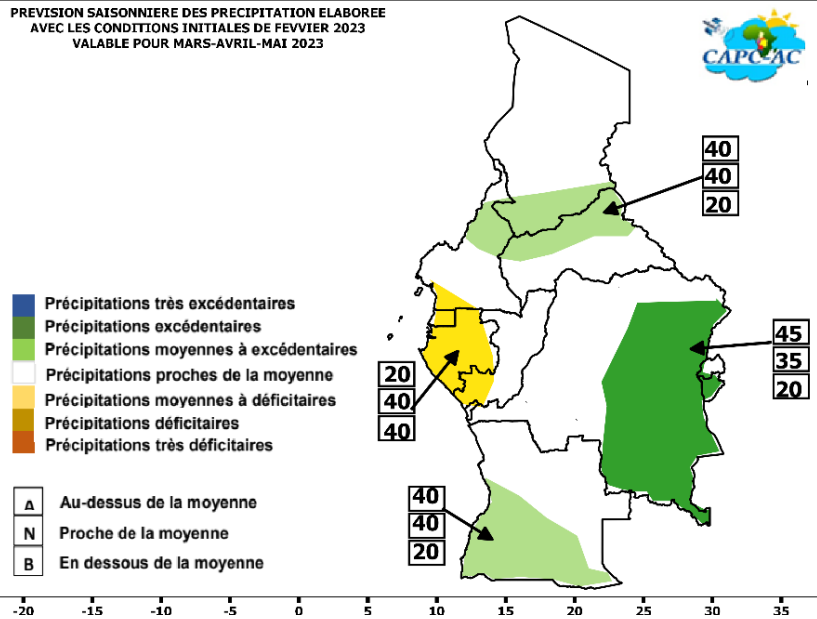 PREVISION SAISONNIERE DES PRECIPITATION ELABOREE
AVEC LES CONDITIONS INITIALES DE FEVVIER 2023
VALABLE POUR MARS-AVRIL-MAI 2023
CAPC-AC
40
40
20
45
35
20
20
40
40
40
40
20
Précipitations très excédentaires
Précipitations excédentaires
Précipitations moyennes à excédentaires
Précipitations proches de la moyenne
Précipitations moyennes à déficitaires
Précipitations déficitaires
Précipitations très déficitaires
A Au-dessus de la moyenne
N Proche de la moyenne
B En dessous de la moyenne
-20 -15 -10 -5 0 5 10 15 20 25 30 35